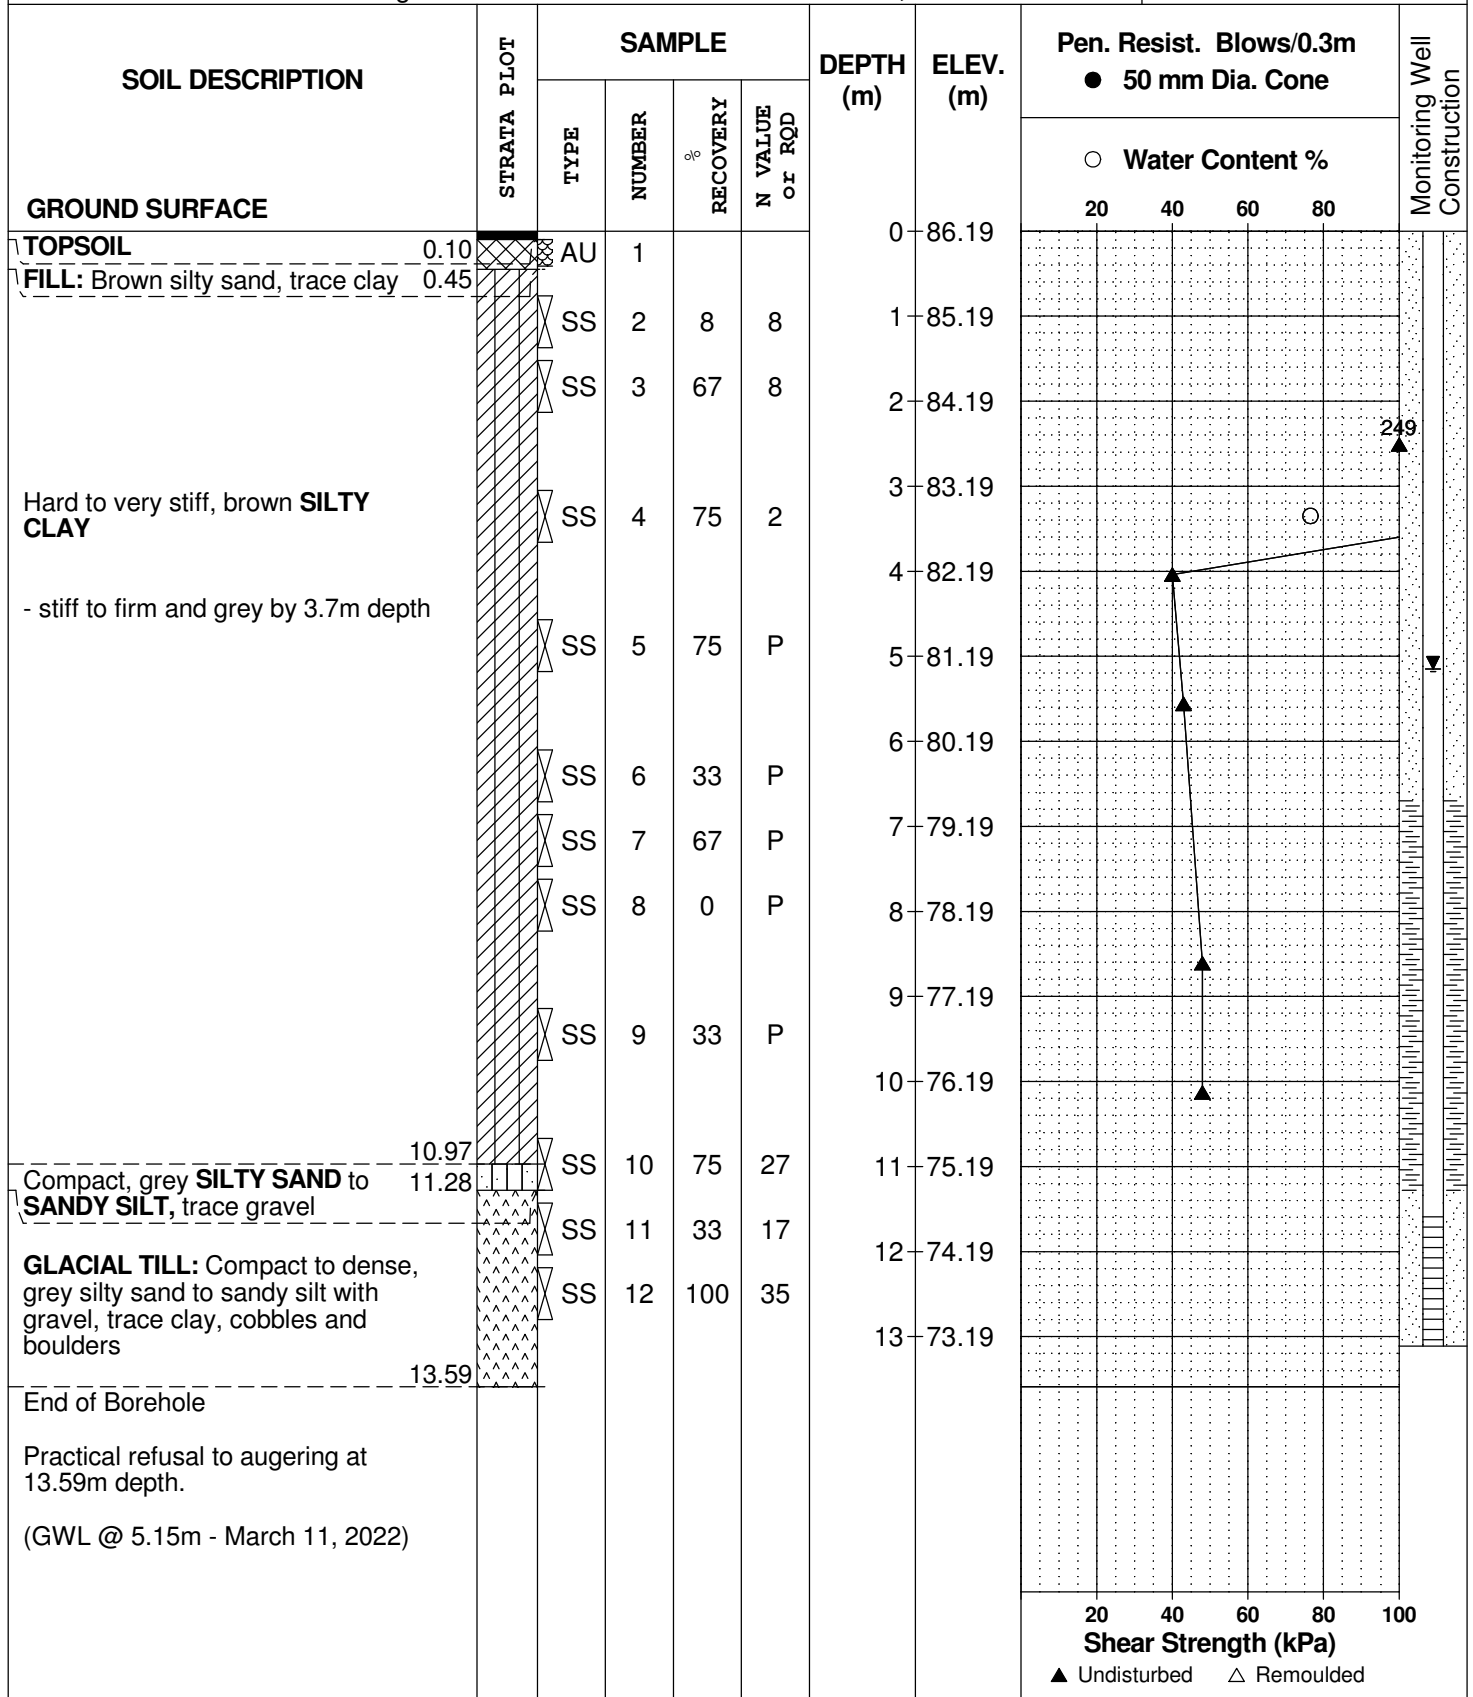 SOIL DESCRIPTION
GROUND SURFACE
STRATA PLOT
SAMPLE
TYPE
NUMBER
% RECOVERY
N VALUE or RQD
DEPTH (m)
ELEV. (m)
Pen. Resist. Blows/0.3m
● 50 mm Dia. Cone
○ Water Content %
20 40 60 80
Monitoring Well Construction
0 86.19
TOPSOIL 0.10
AU 1
FILL: Brown silty sand, trace clay 0.45
SS 2 8 8
1 85.19
SS 3 67 8
2 84.19
249
3 83.19
Hard to very stiff, brown SILTY
CLAY
SS 4 75 2
4 82.19
- stiff to firm and grey by 3.7m depth
SS 5 75 P
5 81.19
6 80.19
SS 6 33 P
7 79.19
SS 7 67 P
SS 8 0 P
8 78.19
9 77.19
SS 9 33 P
10 76.19
10.97
SS 10 75 27
11 75.19
Compact, grey SILTY SAND to 11.28
SANDY SILT, trace gravel
SS 11 33 17
12 74.19
GLACIAL TILL: Compact to dense,
grey silty sand to sandy silt with
gravel, trace clay, cobbles and
boulders
SS 12 100 35
13 73.19
13.59
End of Borehole
Practical refusal to augering at
13.59m depth.
(GWL @ 5.15m - March 11, 2022)
20 40 60 80 100
Shear Strength (kPa)
▲ Undisturbed △ Remoulded